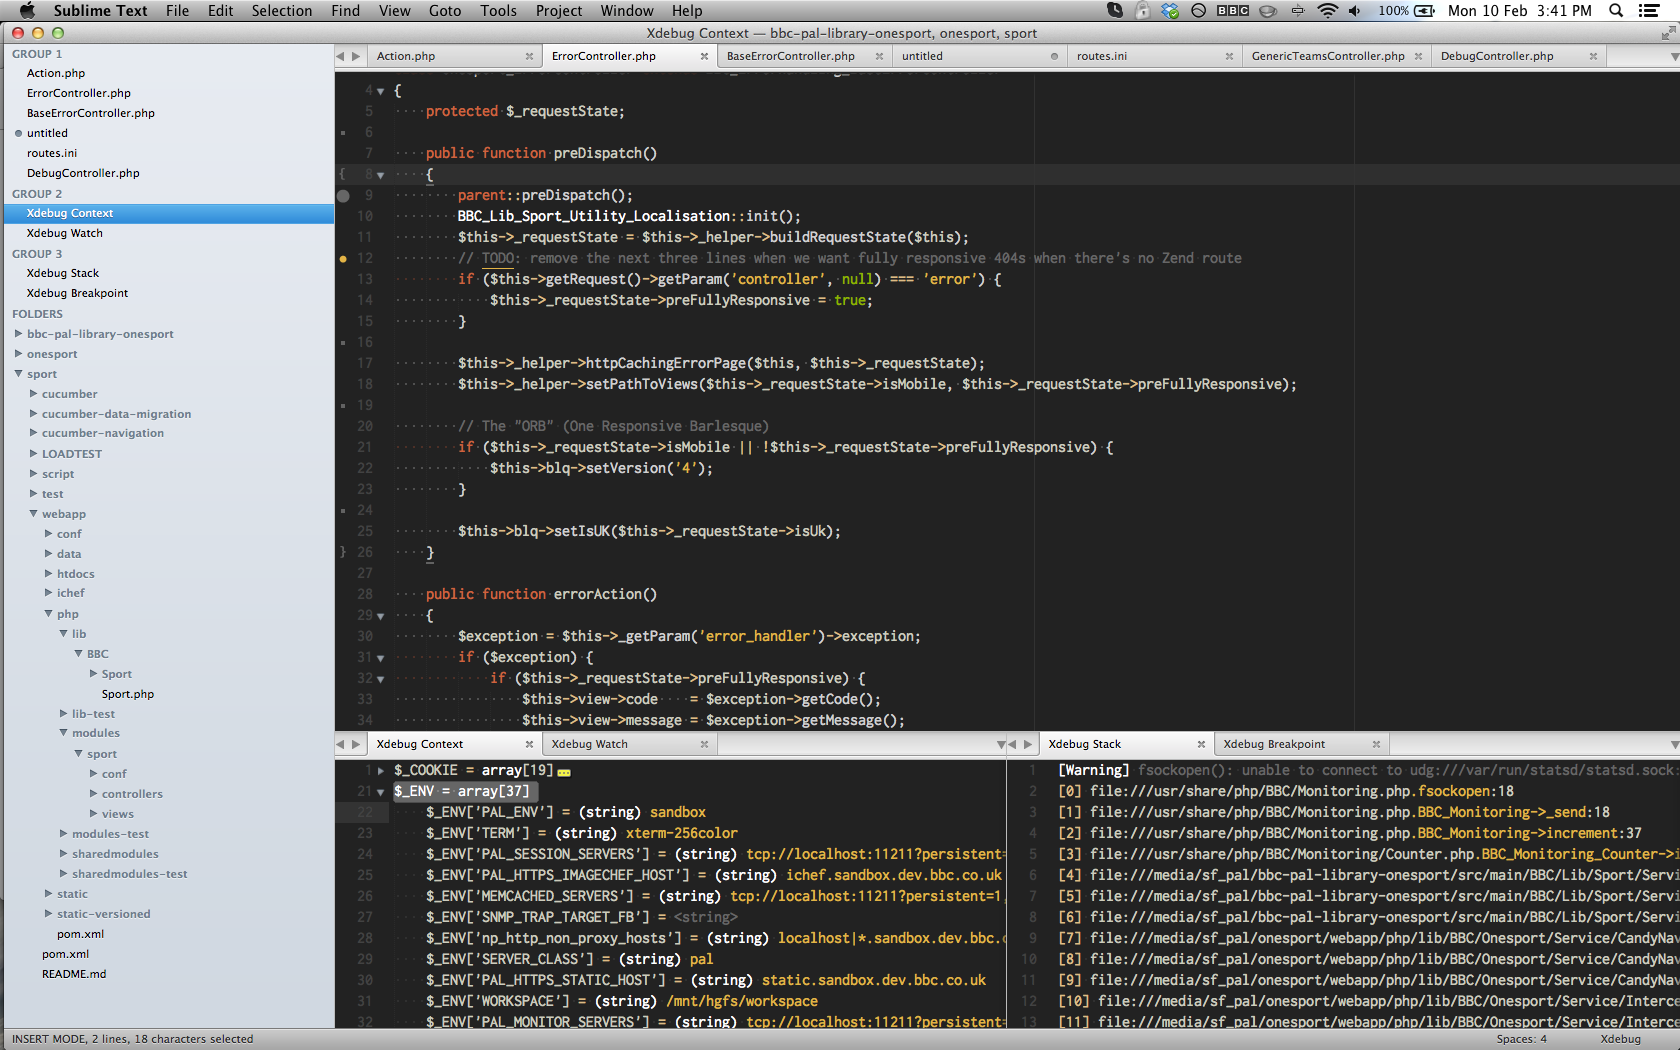 Sublime Text File Edit Selection Find View Goto Tools Project Window Help BBC 100% Mon 10 Feb 3:41 PM
Xdebug Context — bbc-pal-library-onesport, onesport, sport
GROUP 1
Action.php
ErrorController.php
BaseErrorController.php
untitled
routes.ini
DebugController.php
GROUP 2
Xdebug Context
Xdebug Watch
GROUP 3
Xdebug Stack
Xdebug Breakpoint
FOLDERS
bbc-pal-library-onesport
onesport
sport
cucumber
cucumber-data-migration
cucumber-navigation
LOADTEST
script
test
webapp
conf
data
htdocs
ichef
php
lib
BBC
Sport
Sport.php
lib-test
modules
sport
conf
controllers
views
modules-test
sharedmodules
sharedmodules-test
static
static-versioned
pom.xml
pom.xml
README.md
Action.php ErrorController.php BaseErrorController.php untitled routes.ini GenericTeamsController.php DebugController.php
4 {
5 protected $_requestState;
6
7 public function preDispatch()
8 {
9 parent::preDispatch();
10 BBC_Lib_Sport_Utility_Localisation::init();
11 $this->_requestState = $this->_helper->buildRequestState($this);
12 // TODO: remove the next three lines when we want fully responsive 404s when there's no Zend route
13 if ($this->getRequest()->getParam('controller', null) === 'error') {
14 $this->_requestState->preFullyResponsive = true;
15 }
16
17 $this->_helper->httpCachingErrorPage($this, $this->_requestState);
18 $this->_helper->setPathToViews($this->_requestState->isMobile, $this->_requestState->preFullyResponsive);
19
20 // The "ORB" (One Responsive Barlesque)
21 if ($this->_requestState->isMobile || !$this->_requestState->preFullyResponsive) {
22 $this->blq->setVersion('4');
23 }
24
25 $this->blq->setIsUK($this->_requestState->isUk);
26 }
27
28 public function errorAction()
29 {
30 $exception = $this->_getParam('error_handler')->exception;
31 if ($exception) {
32 if ($this->_requestState->preFullyResponsive) {
33 $this->view->code = $exception->getCode();
34 $this->view->message = $exception->getMessage();
Xdebug Context Xdebug Watch
1 $_COOKIE = array[19]
21 $_ENV = array[37]
22 $_ENV['PAL_ENV'] = (string) sandbox
23 $_ENV['TERM'] = (string) xterm-256color
24 $_ENV['PAL_SESSION_SERVERS'] = (string) tcp://localhost:11211?persistent=
25 $_ENV['PAL_HTTPS_IMAGECHEF_HOST'] = (string) ichef.sandbox.dev.bbc.co.uk
26 $_ENV['MEMCACHED_SERVERS'] = (string) tcp://localhost:11211?persistent=1,
27 $_ENV['SNMP_TRAP_TARGET_FB'] = <string>
28 $_ENV['np_http_non_proxy_hosts'] = (string) localhost|*.sandbox.dev.bbc.c
29 $_ENV['SERVER_CLASS'] = (string) pal
30 $_ENV['PAL_HTTPS_STATIC_HOST'] = (string) static.sandbox.dev.bbc.co.uk
31 $_ENV['WORKSPACE'] = (string) /mnt/hgfs/workspace
32 $_ENV['PAL_MONITOR_SERVERS'] = (string) tcp://localhost:11211?persistent=
Xdebug Stack Xdebug Breakpoint
1 [Warning] fsockopen(): unable to connect to udg:///var/run/statsd/statsd.sock:
2 [0] file:///usr/share/php/BBC/Monitoring.php.fsockopen:18
3 [1] file:///usr/share/php/BBC/Monitoring.php.BBC_Monitoring->_send:18
4 [2] file:///usr/share/php/BBC/Monitoring.php.BBC_Monitoring->increment:37
5 [3] file:///usr/share/php/BBC/Monitoring/Counter.php.BBC_Monitoring_Counter->i
6 [4] file:///media/sf_pal/bbc-pal-library-onesport/src/main/BBC/Lib/Sport/Servi
7 [5] file:///media/sf_pal/bbc-pal-library-onesport/src/main/BBC/Lib/Sport/Servi
8 [6] file:///media/sf_pal/bbc-pal-library-onesport/src/main/BBC/Lib/Sport/Servi
9 [7] file:///media/sf_pal/onesport/webapp/php/lib/BBC/Onesport/Service/CandyNav
10 [8] file:///media/sf_pal/onesport/webapp/php/lib/BBC/Onesport/Service/CandyNav
11 [9] file:///media/sf_pal/onesport/webapp/php/lib/BBC/Onesport/Service/CandyNav
12 [10] file:///media/sf_pal/onesport/webapp/php/lib/BBC/Onesport/Service/Interce
13 [11] file:///media/sf_pal/onesport/webapp/php/lib/BBC/Onesport/Service/Interce
INSERT MODE, 2 lines, 18 characters selected Spaces: 4 Xdebug